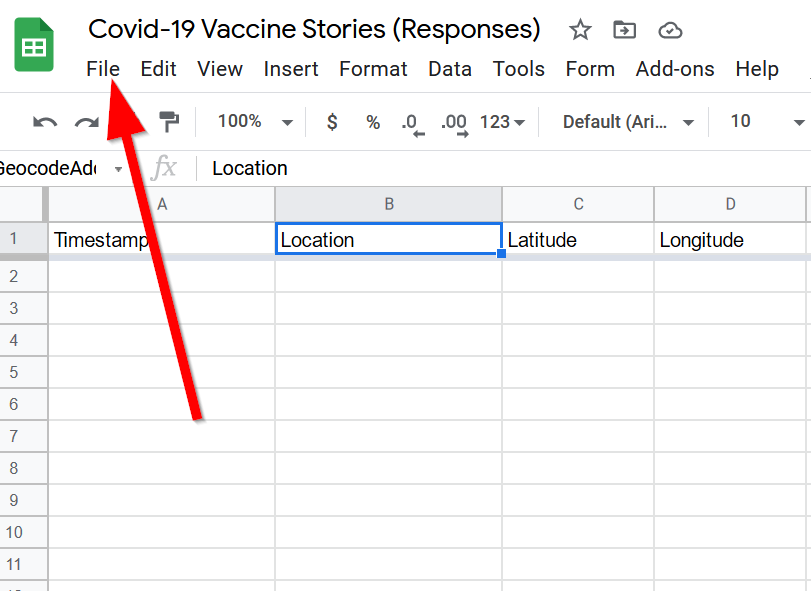 Covid-19 Vaccine Stories (Responses)
File Edit View Insert Format Data Tools Form Add-ons Help
100% $ % .0 .00 123 Default (Ari... 10
GeocodeAdd fx Location
A B C D
1 Timestamp Location Latitude Longitude
2
3
4
5
6
7
8
9
10
11